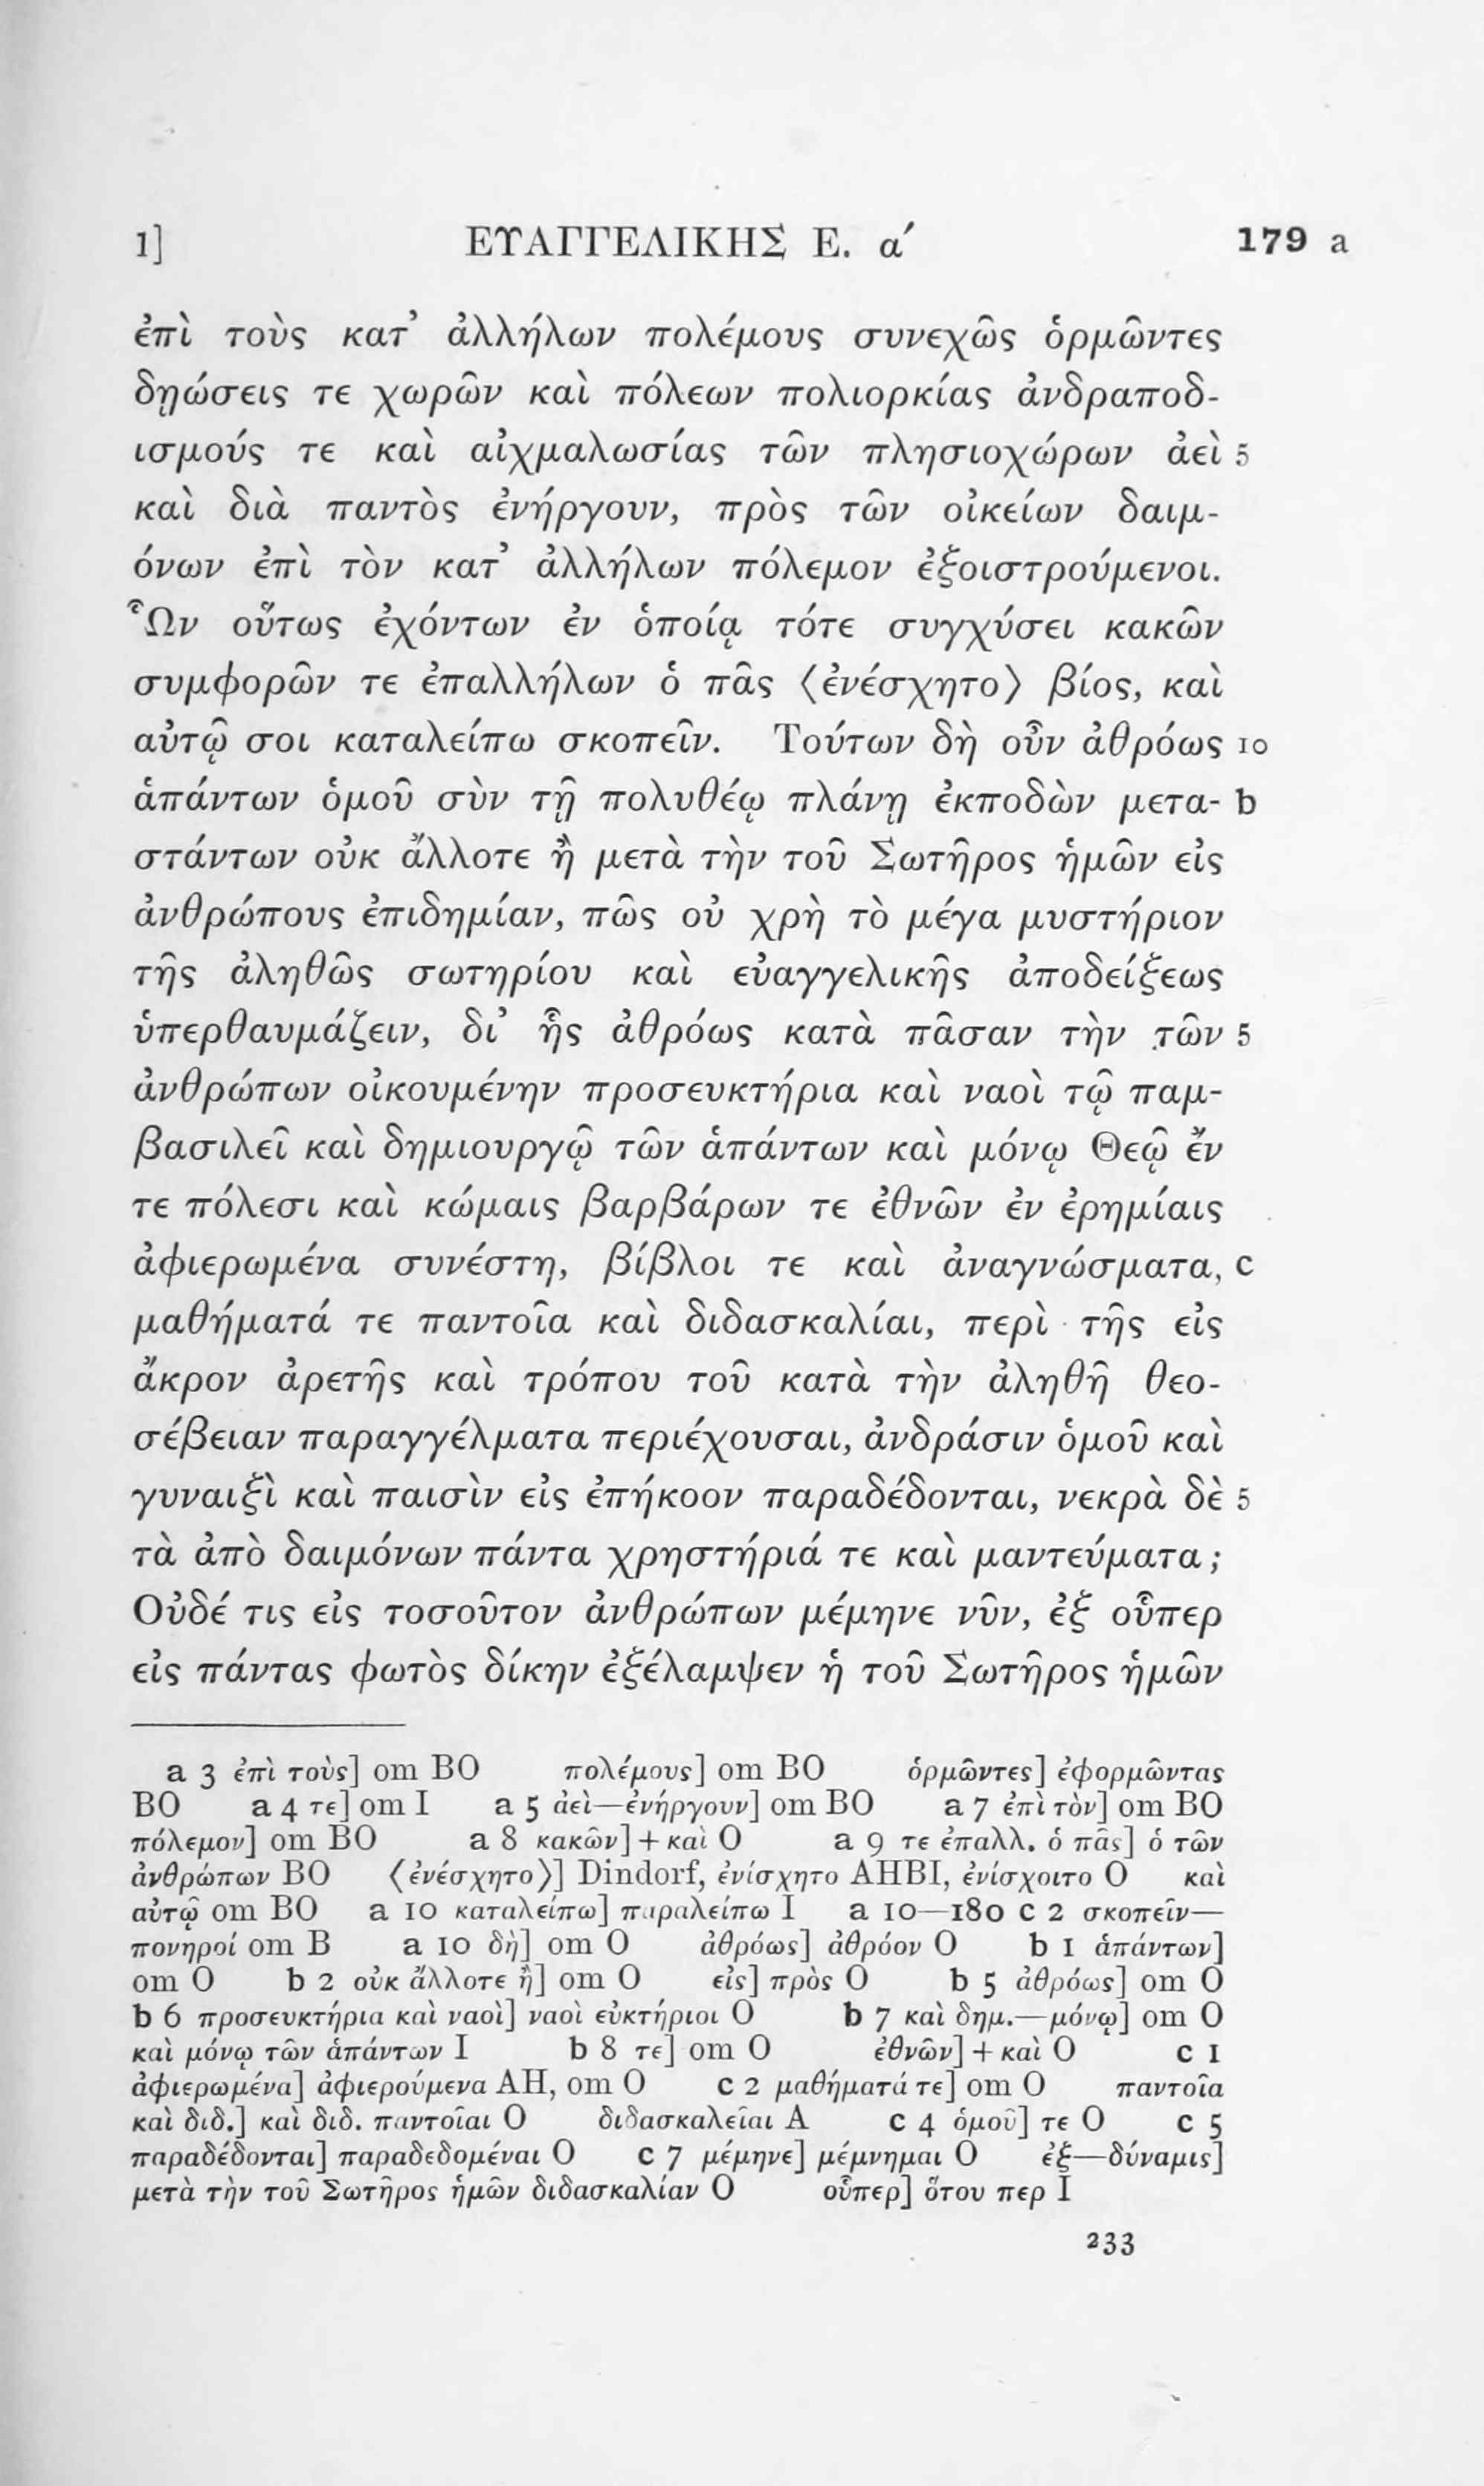 1] ΕΥΑΓΓΕΛΙΚΗΣ Ε. α′ 179 a
ἐπὶ τοὺς κατ’ ἀλλήλων πολέμους συνεχῶς ὁρμῶντες
δῃώσεις τε χωρῶν καὶ πόλεων πολιορκίας ἀνδραποδ-
ισμούς τε καὶ αἰχμαλωσίας τῶν πλησιοχώρων ἀεὶ 5
καὶ διὰ παντὸς ἐνήργουν, πρὸς τῶν οἰκείων δαιμ-
όνων ἐπὶ τὸν κατ’ ἀλλήλων πόλεμον ἐξοιστρούμενοι.
Ὧν οὕτως ἐχόντων ἐν ὁποίᾳ τότε συγχύσει κακῶν
συμφορῶν τε ἐπαλλήλων ὁ πᾶς ⟨ἐνέσχητο⟩ βίος, καὶ
αὐτῷ σοι καταλείπω σκοπεῖν. Τούτων δὴ οὖν ἀθρόως 10
ἁπάντων ὁμοῦ σὺν τῇ πολυθέῳ πλάνῃ ἐκποδὼν μετα- b
στάντων οὐκ ἄλλοτε ἢ μετὰ τὴν τοῦ Σωτῆρος ἡμῶν εἰς
ἀνθρώπους ἐπιδημίαν, πῶς οὐ χρὴ τὸ μέγα μυστήριον
τῆς ἀληθῶς σωτηρίου καὶ εὐαγγελικῆς ἀποδείξεως
ὑπερθαυμάζειν, δι’ ἧς ἀθρόως κατὰ πᾶσαν τὴν τῶν 5
ἀνθρώπων οἰκουμένην προσευκτήρια καὶ ναοὶ τῷ παμ-
βασιλεῖ καὶ δημιουργῷ τῶν ἁπάντων καὶ μόνῳ Θεῷ ἔν
τε πόλεσι καὶ κώμαις βαρβάρων τε ἐθνῶν ἐν ἐρημίαις
ἀφιερωμένα συνέστη, βίβλοι τε καὶ ἀναγνώσματα, c
μαθήματά τε παντοῖα καὶ διδασκαλίαι, περὶ τῆς εἰς
ἄκρον ἀρετῆς καὶ τρόπου τοῦ κατὰ τὴν ἀληθῆ θεο-
σέβειαν παραγγέλματα περιέχουσαι, ἀνδράσιν ὁμοῦ καὶ
γυναιξὶ καὶ παισὶν εἰς ἐπήκοον παραδέδονται, νεκρὰ δὲ 5
τὰ ἀπὸ δαιμόνων πάντα χρηστήριά τε καὶ μαντεύματα;
Οὐδέ τις εἰς τοσοῦτον ἀνθρώπων μέμηνε νῦν, ἐξ οὗπερ
εἰς πάντας φωτὸς δίκην ἐξέλαμψεν ἡ τοῦ Σωτῆρος ἡμῶν
a 3 ἐπὶ τοὺς] om BO πολέμους] om BO ὁρμῶντες] ἐφορμῶντας
BO a 4 τε] om I a 5 ἀεὶ—ἐνήργουν] om BO a 7 ἐπὶ τὸν] om BO
πόλεμον] om BO a 8 κακῶν] + καὶ O a 9 τε ἐπαλλ. ὁ πᾶς] ὁ τῶν
ἀνθρώπων BO ⟨ἐνέσχητο⟩] Dindorf, ἐνίσχητο AHBI, ἐνίσχοιτο O καὶ
αὐτῷ om BO a 10 καταλείπω] παραλείπω I a 10—180 c 2 σκοπεῖν—
πονηροί om B a 10 δὴ] om O ἀθρόως] ἀθρόον O b 1 ἁπάντων]
om O b 2 οὐκ ἄλλοτε ἢ] om O εἰς] πρὸς O b 5 ἀθρόως] om O
b 6 προσευκτήρια καὶ ναοὶ] ναοὶ εὐκτήριοι O b 7 καὶ δημ.—μόνῳ] om O
καὶ μόνῳ τῶν ἁπάντων I b 8 τε] om O ἐθνῶν] + καὶ O c 1
ἀφιερωμένα] ἀφιερούμενα AH, om O c 2 μαθήματά τε] om O παντοῖα
καὶ διδ.] καὶ διδ. παντοῖαι O διδασκαλεῖαι A c 4 ὁμοῦ] τε O c 5
παραδέδονται] παραδεδομέναι O c 7 μέμηνε] μέμνημαι O ἐξ—δύναμις]
μετὰ τὴν τοῦ Σωτῆρος ἡμῶν διδασκαλίαν O οὗπερ] ὅτου περ I
233